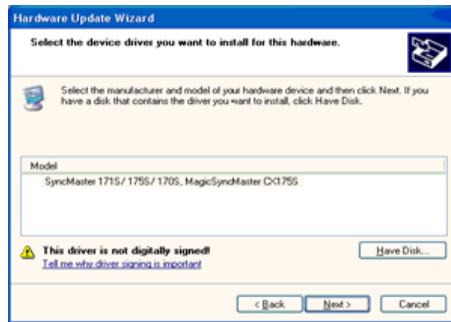 Hardware Update Wizard
Select the device driver you want to install for this hardware.
Select the manufacturer and model of your hardware device and then click Next. If you
have a disk that contains the driver you want to install, click Have Disk.
Model
SyncMaster 171S/ 175S/ 170S, MagicSyncMaster CX175S
This driver is not digitally signed!
Have Disk...
Tell me why driver signing is important
< Back
Next >
Cancel